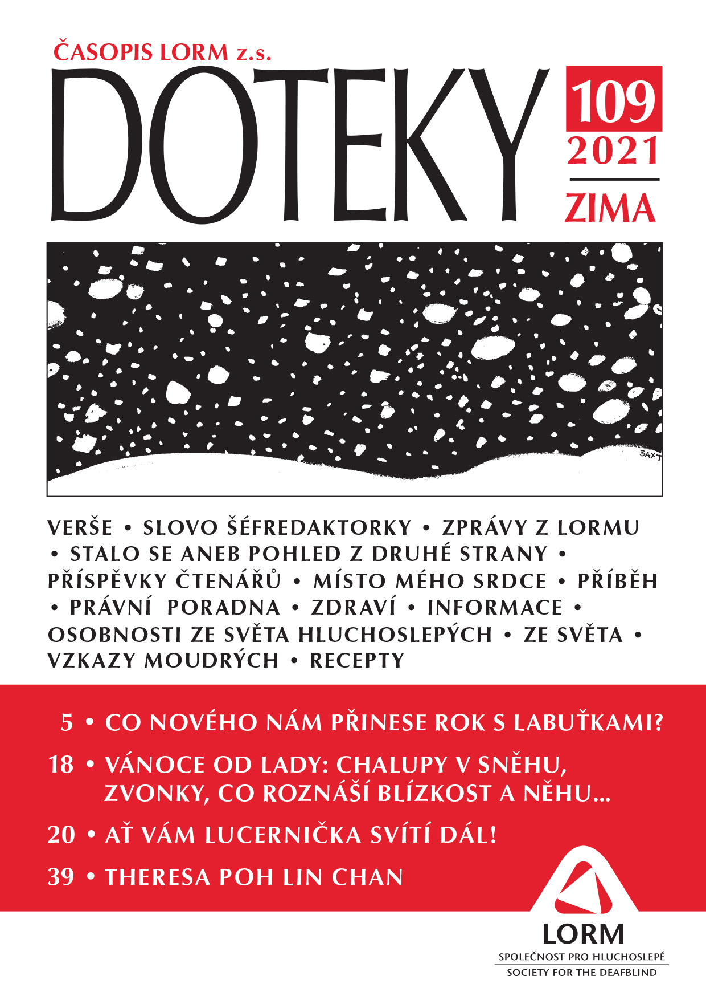 ČASOPIS LORM z.s.
DOTEKY
109
2021
ZIMA
ВАХТ
VERŠE • SLOVO ŠÉFREDAKTORKY • ZPRÁVY Z LORMU
• STALO SE ANEB POHLED Z DRUHÉ STRANY •
PŘÍSPĚVKY ČTENÁŘŮ • MÍSTO MÉHO SRDCE • PŘÍBĚH
• PRÁVNÍ PORADNA • ZDRAVÍ • INFORMACE •
OSOBNOSTI ZE SVĚTA HLUCHOSLEPÝCH • ZE SVĚTA •
VZKAZY MOUDRÝCH • RECEPTY
5 • CO NOVÉHO NÁM PŘINESE ROK S LABUŤKAMI?
18 • VÁNOCE OD LADY: CHALUPY V SNĚHU,
ZVONKY, CO ROZNÁŠÍ BLÍZKOST A NĚHU...
20 • AŤ VÁM LUCERNIČKA SVÍTÍ DÁL!
39 • THERESA POH LIN CHAN
LORM
SPOLEČNOST PRO HLUCHOSLEPÉ
SOCIETY FOR THE DEAFBLIND